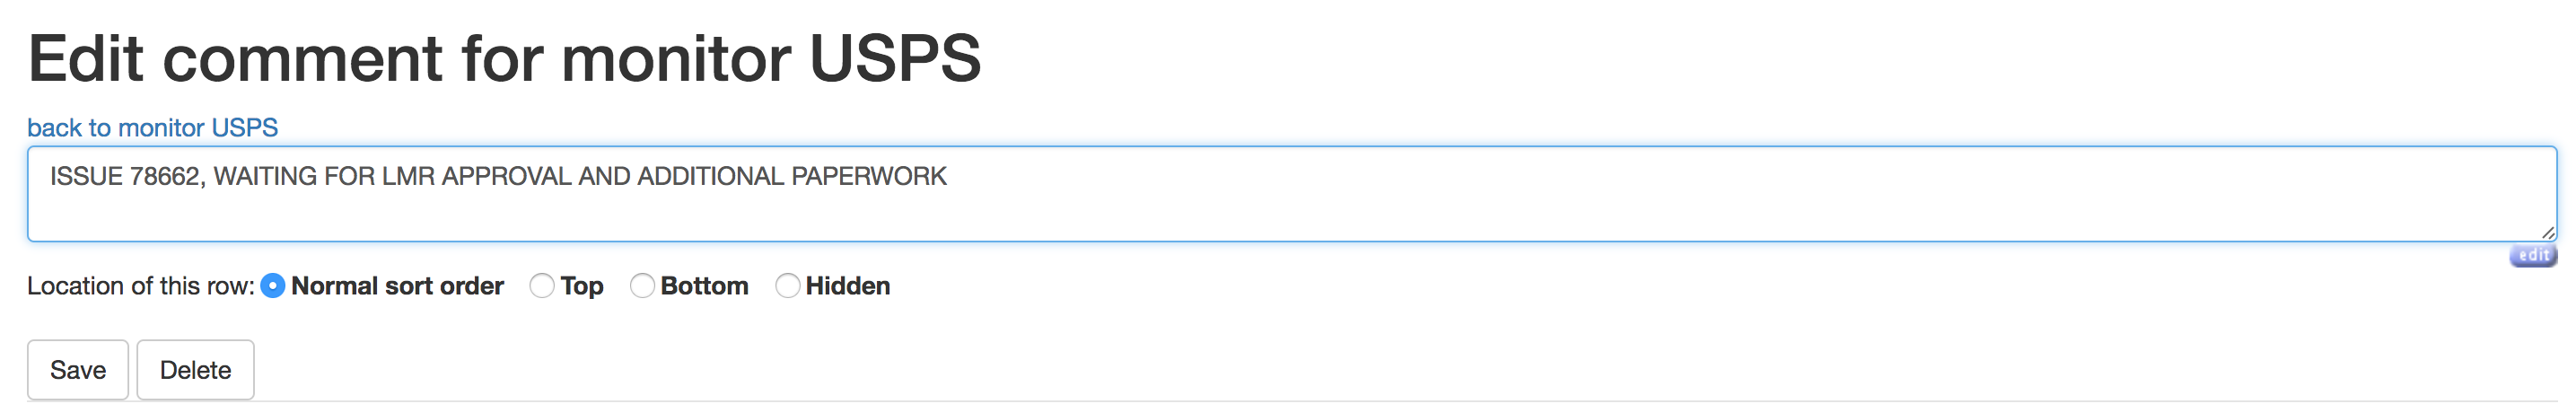 Edit comment for monitor USPS
back to monitor USPS
ISSUE 78662, WAITING FOR LMR APPROVAL AND ADDITIONAL PAPERWORK
edit
Location of this row: Normal sort order Top Bottom Hidden
Save Delete